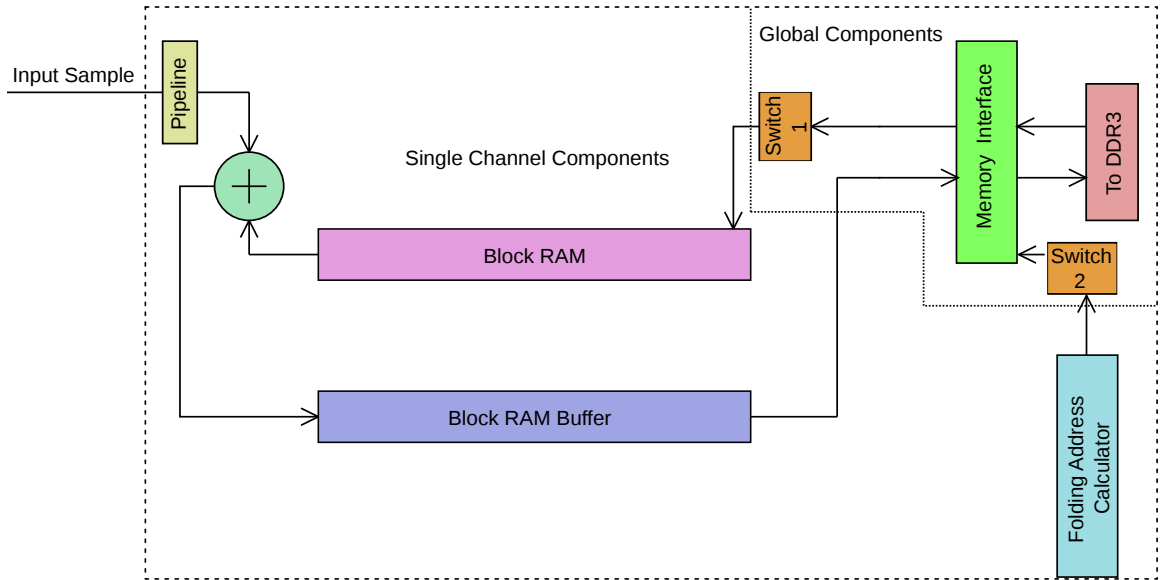 Global Components
Input Sample
Pipeline
Switch
1
Memory Interface
To DDR3
Single Channel Components
Block RAM
Switch
2
Block RAM Buffer
Folding Address
Calculator